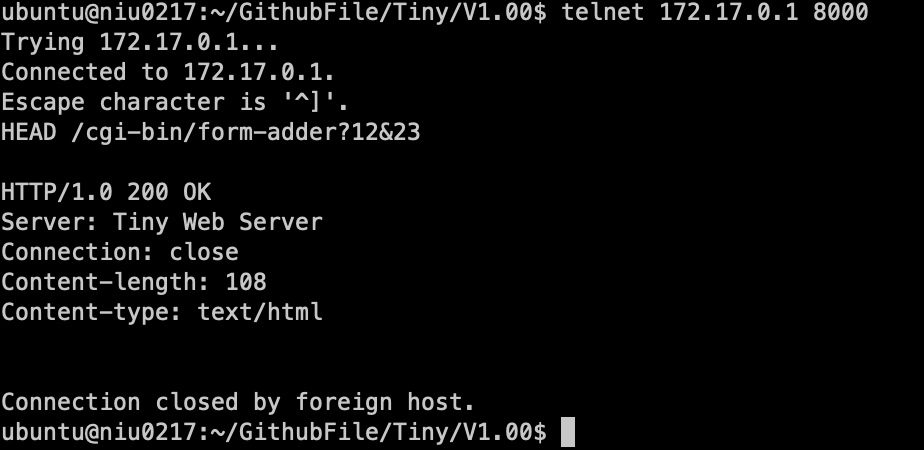 ubuntu@niu0217:~/GithubFile/Tiny/V1.00$ telnet 172.17.0.1 8000
Trying 172.17.0.1...
Connected to 172.17.0.1.
Escape character is '^]'.
HEAD /cgi-bin/form-adder?12&23
HTTP/1.0 200 OK
Server: Tiny Web Server
Connection: close
Content-length: 108
Content-type: text/html
Connection closed by foreign host.
ubuntu@niu0217:~/GithubFile/Tiny/V1.00$